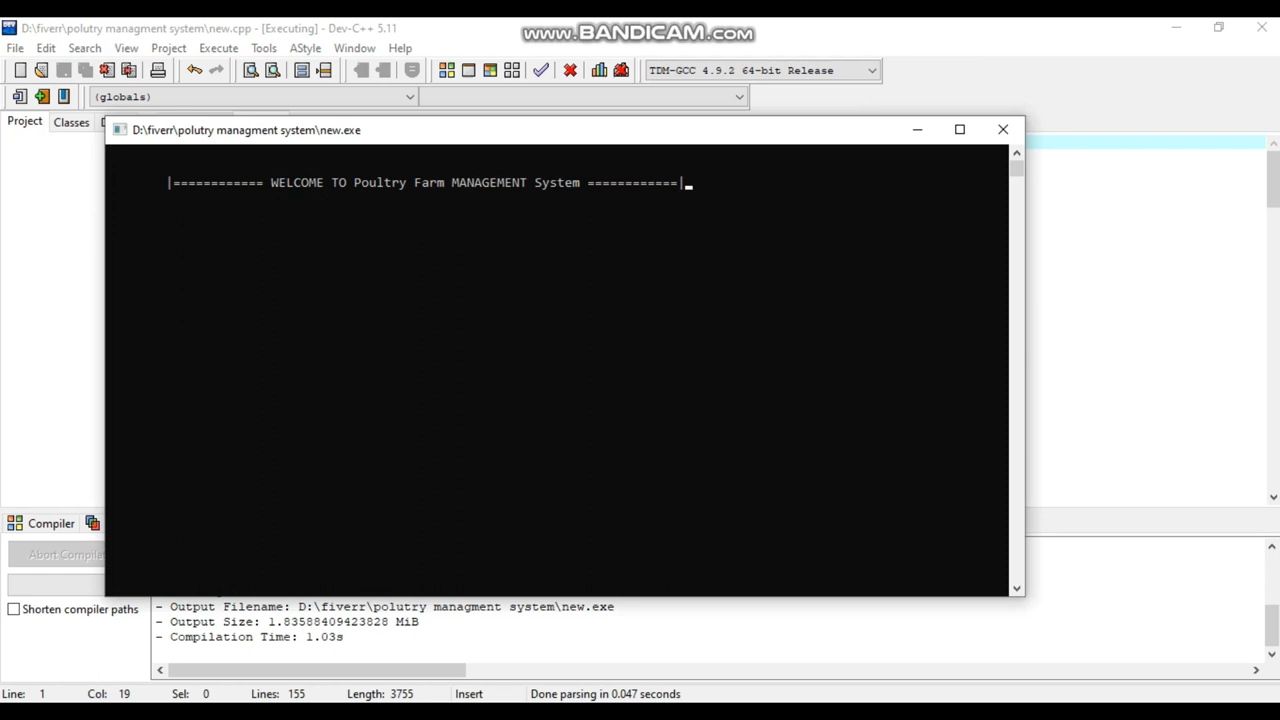 D:\fiverr\polutry managment system\new.cpp - [Executing] - Dev-C++ 5.11
www.BANDICAM.com
File Edit Search View Project Execute Tools AStyle Window Help
TDM-GCC 4.9.2 64-bit Release
(globals)
Project Classes D
D:\fiverr\polutry managment system\new.exe
|============ WELCOME TO Poultry Farm MANAGEMENT System ============|
Compiler
Abort Compila
Shorten compiler paths
- Output Filename: D:\fiverr\polutry managment system\new.exe
- Output Size: 1.83588409423828 MiB
- Compilation Time: 1.03s
Line: 1 Col: 19 Sel: 0 Lines: 155 Length: 3755 Insert Done parsing in 0.047 seconds